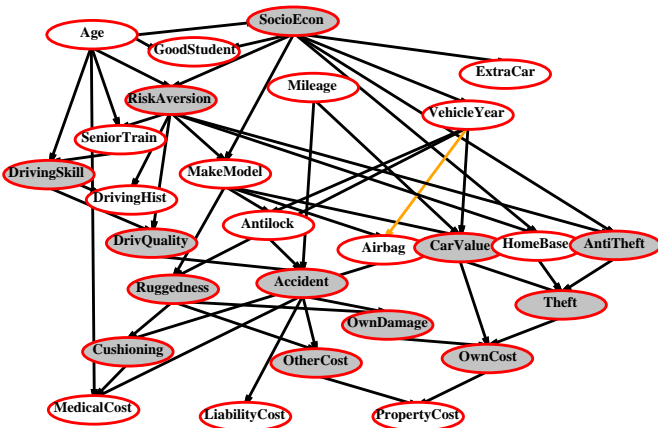 SocioEcon
Age
GoodStudent
ExtraCar
Mileage
RiskAversion
VehicleYear
SeniorTrain
DrivingSkill
MakeModel
DrivingHist
Antilock
DrivQuality
Airbag
CarValue
HomeBase
AntiTheft
Ruggedness
Accident
Theft
OwnDamage
Cushioning
OtherCost
OwnCost
MedicalCost
LiabilityCost
PropertyCost